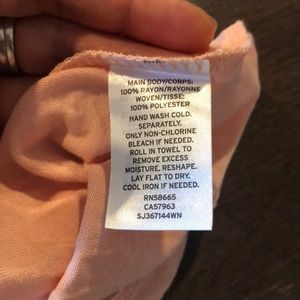 MAIN BODY/CORPS:
100% RAYON/RAYONNE
WOVEN/TISSE:
100% POLYESTER
HAND WASH COLD.
SEPARATELY.
ONLY NON-CHLORINE
BLEACH IF NEEDED.
ROLL IN TOWEL TO
REMOVE EXCESS
MOISTURE, RESHAPE.
LAY FLAT TO DRY.
COOL IRON IF NEEDED.
RN58665
CA57963
SJ367144WN